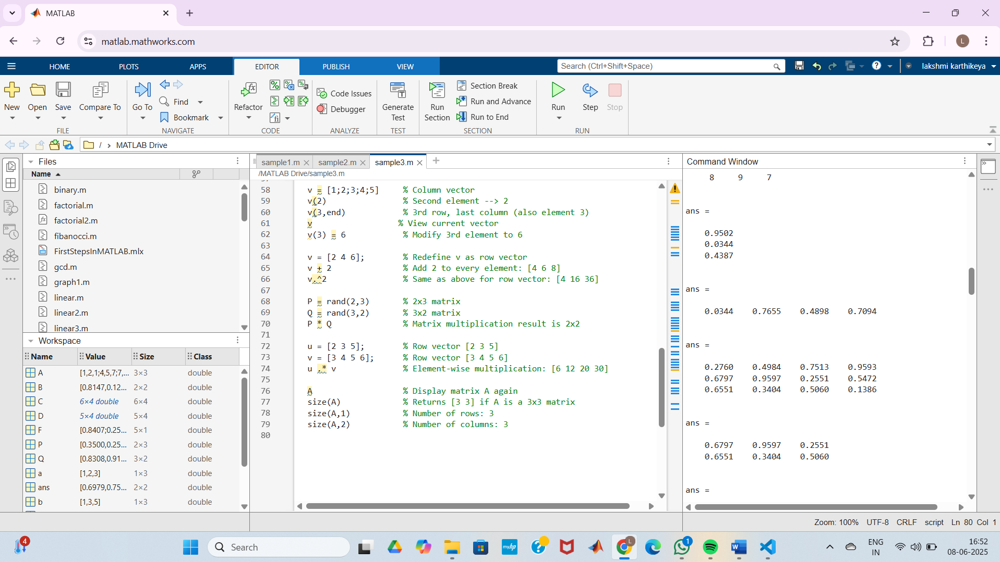 MATLAB
matlab.mathworks.com
L
HOME PLOTS APPS EDITOR PUBLISH VIEW Search (Ctrl+Shift+Space) lakshmi karthikeya
New Open Save Compare To Go To Find Bookmark Refactor Code Issues Debugger Generate Test Run Section Section Break Run and Advance Run to End Run Step Stop
FILE NAVIGATE CODE ANALYZE TEST SECTION RUN
/ › MATLAB Drive
Files
Name
binary.m
factorial.m
factorial2.m
fibanocci.m
FirstStepsInMATLAB.mlx
gcd.m
graph1.m
linear.m
linear2.m
linear3.m
Workspace
Name Value Size Class
A [1,2,1;4,5,7;7,... 3×3 double
B [0.8147,0.12... 2×2 double
C 6×4 double 6×4 double
D 5×4 double 5×4 double
F [0.8407;0.25... 5×1 double
P [0.3500,0.25... 2×3 double
Q [0.8308,0.91... 3×2 double
a [1,2,3] 1×3 double
ans [0.6979,0.75... 2×2 double
b [1,3,5] 1×3 double
sample1.m sample2.m sample3.m
/MATLAB Drive/sample3.m
58 v = [1;2;3;4;5] % Column vector
59 v(2) % Second element --> 2
60 v(3,end) % 3rd row, last column (also element 3)
61 v % View current vector
62 v(3) = 6 % Modify 3rd element to 6
63
64 v = [2 4 6]; % Redefine v as row vector
65 v + 2 % Add 2 to every element: [4 6 8]
66 v.^2 % Same as above for row vector: [4 16 36]
67
68 P = rand(2,3) % 2x3 matrix
69 Q = rand(3,2) % 3x2 matrix
70 P * Q % Matrix multiplication result is 2x2
71
72 u = [2 3 5]; % Row vector [2 3 5]
73 v = [3 4 5 6]; % Row vector [3 4 5 6]
74 u .* v % Element-wise multiplication: [6 12 20 30]
75
76 A % Display matrix A again
77 size(A) % Returns [3 3] if A is a 3x3 matrix
78 size(A,1) % Number of rows: 3
79 size(A,2) % Number of columns: 3
80
Command Window
8 9 7
ans =
0.9502
0.0344
0.4387
ans =
0.0344 0.7655 0.4898 0.7094
ans =
0.2760 0.4984 0.7513 0.9593
0.6797 0.9597 0.2551 0.5472
0.6551 0.3404 0.5060 0.1386
ans =
0.6797 0.9597 0.2551
0.6551 0.3404 0.5060
ans =
Zoom: 100% UTF-8 CRLF script Ln 80 Col 1
4
Search
myhp
L
1
ENG
IN
16:52
08-06-2025